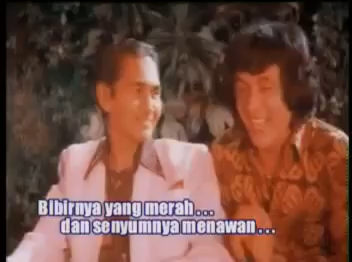 Bibirnya yang merah . . .
dan senyumnya menawan . . .